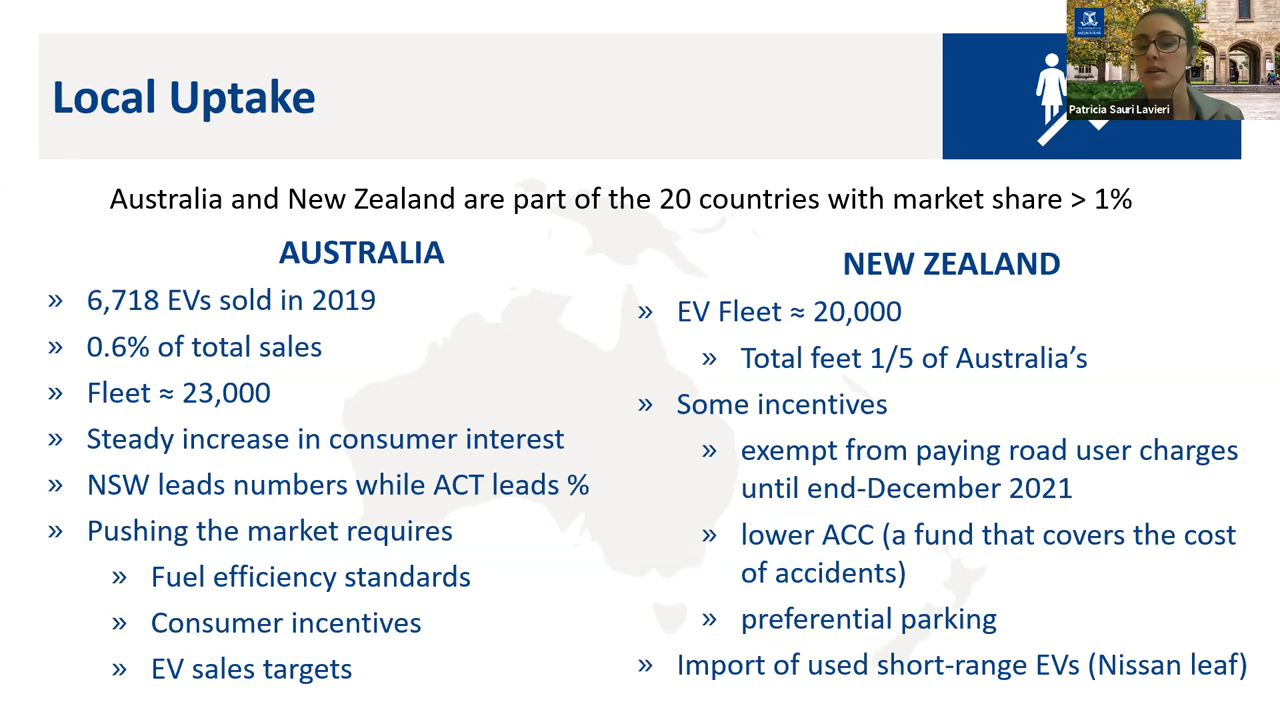 Local Uptake
THE UNIVERSITY OF
MELBOURNE
Patricia Sauri Lavieri
Australia and New Zealand are part of the 20 countries with market share > 1%
AUSTRALIA
» 6,718 EVs sold in 2019
» 0.6% of total sales
» Fleet ≈ 23,000
» Steady increase in consumer interest
» NSW leads numbers while ACT leads %
» Pushing the market requires
» Fuel efficiency standards
» Consumer incentives
» EV sales targets
NEW ZEALAND
» EV Fleet ≈ 20,000
» Total feet 1/5 of Australia’s
» Some incentives
» exempt from paying road user charges
until end-December 2021
» lower ACC (a fund that covers the cost
of accidents)
» preferential parking
» Import of used short-range EVs (Nissan leaf)